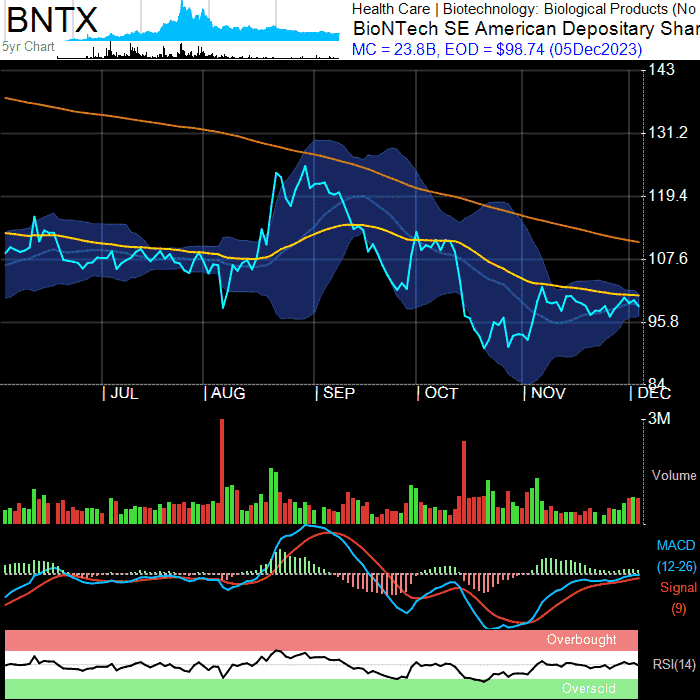 BNTX
5yr Chart
Health Care | Biotechnology: Biological Products (No
BioNTech SE American Depositary Shar
MC = 23.8B, EOD = $98.74 (05Dec2023)
143
131.2
119.4
107.6
95.8
84
| JUL | AUG | SEP | OCT | NOV | DEC
3M
Volume
MACD
(12-26)
Signal
(9)
Overbought
RSI(14)
Oversold